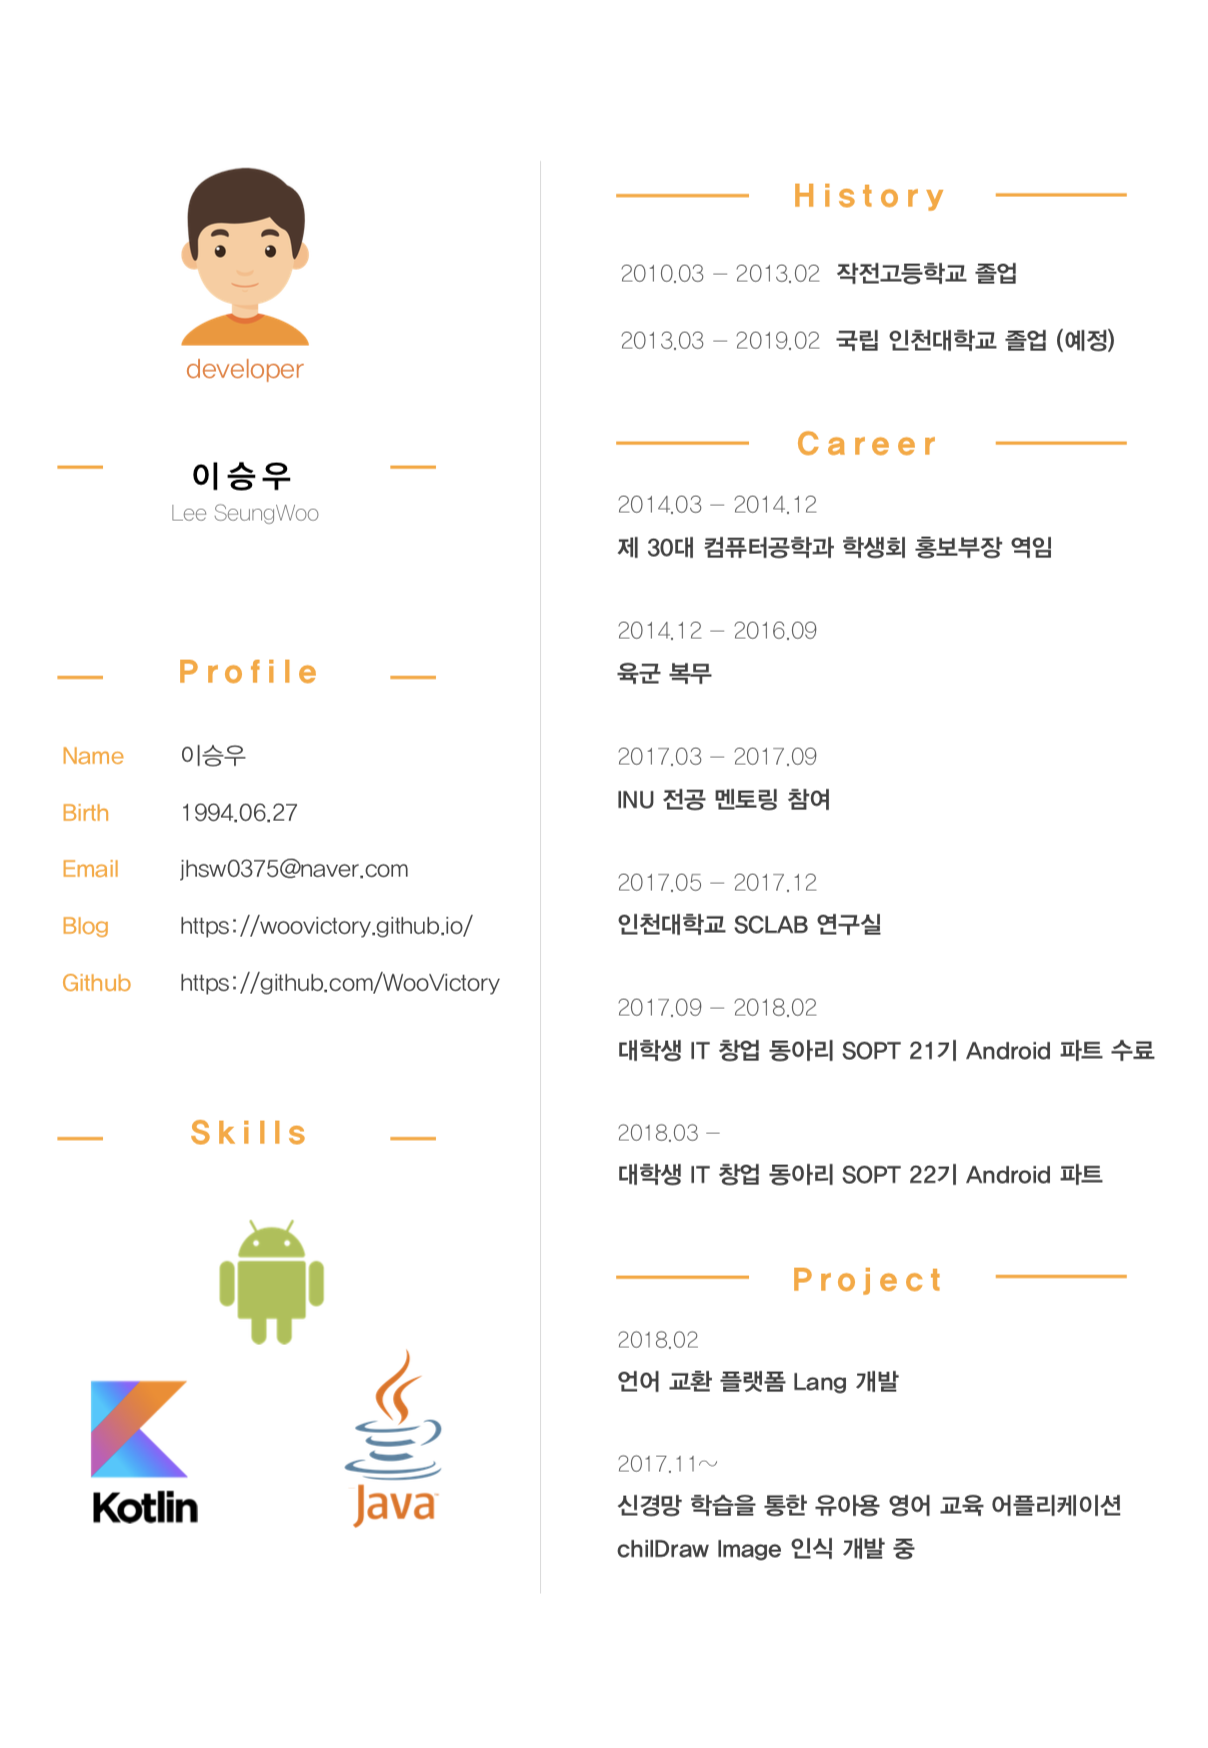 developer
이승우
Lee SeungWoo
Profile
Name 이승우
Birth 1994.06.27
Email jhsw0375@naver.com
Blog https://woovictory.github.io/
Github https://github.com/WooVictory
Skills
Kotlin
Java
History
2010.03 – 2013.02 작전고등학교 졸업
2013.03 – 2019.02 국립 인천대학교 졸업 (예정)
Career
2014.03 – 2014.12
제 30대 컴퓨터공학과 학생회 홍보부장 역임
2014.12 – 2016.09
육군 복무
2017.03 – 2017.09
INU 전공 멘토링 참여
2017.05 – 2017.12
인천대학교 SCLAB 연구실
2017.09 – 2018.02
대학생 IT 창업 동아리 SOPT 21기 Android 파트 수료
2018.03 –
대학생 IT 창업 동아리 SOPT 22기 Android 파트
Project
2018.02
언어 교환 플랫폼 Lang 개발
2017.11~
신경망 학습을 통한 유아용 영어 교육 어플리케이션
chilDraw Image 인식 개발 중